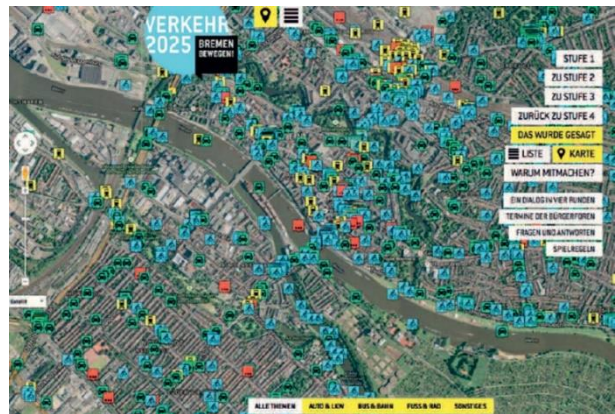 VERKEHR
2025
BREMEN
BEWEGEN!
STUFE 1
ZU STUFE 2
ZU STUFE 3
ZURÜCK ZU STUFE 4
DAS WURDE GESAGT
LISTE
KARTE
WARUM MITMACHEN?
EIN DIALOG IN VIER RUNDEN
TERMINE DER BÜRGERFOREN
FRAGEN UND ANTWORTEN
SPIELREGELN
ALLE THEMEN AUTO & LKW BUS & BAHN FUSS & RAD SONSTIGES